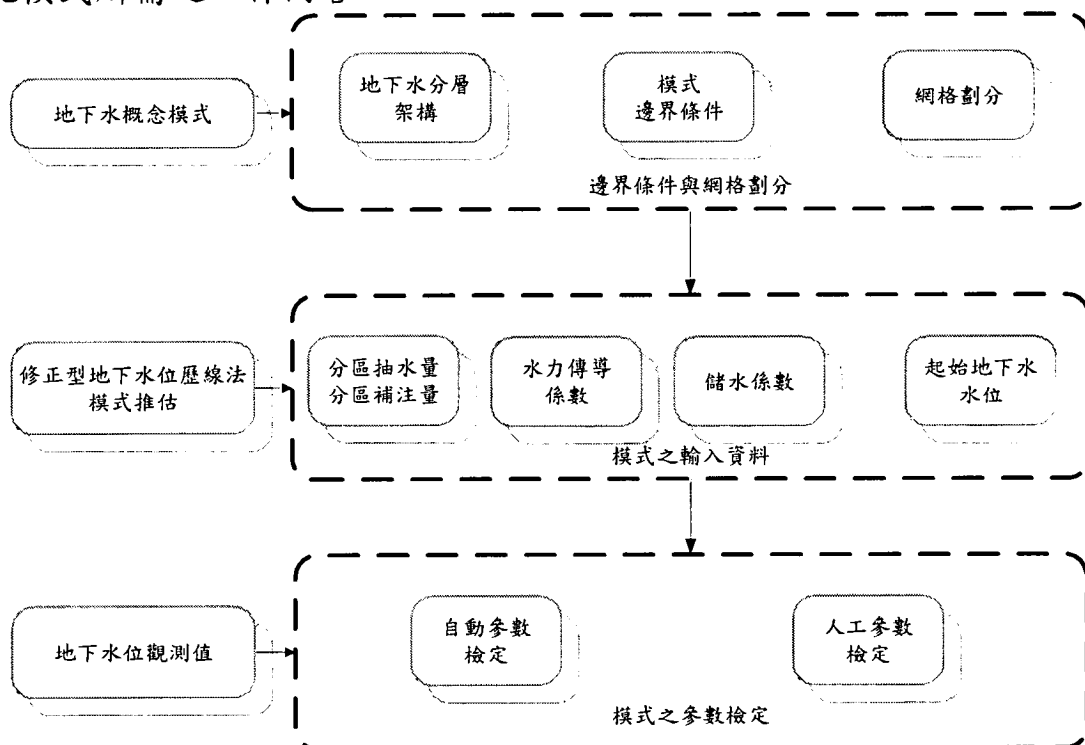 地下水概念模式
地下水分層
架構
模式
邊界條件
網格劃分
邊界條件與網格劃分
修正型地下水位歷線法
模式推估
分區抽水量
分區補注量
水力傳導
係數
儲水係數
起始地下水
水位
模式之輸入資料
地下水位觀測值
自動參數
檢定
人工參數
檢定
模式之參數檢定